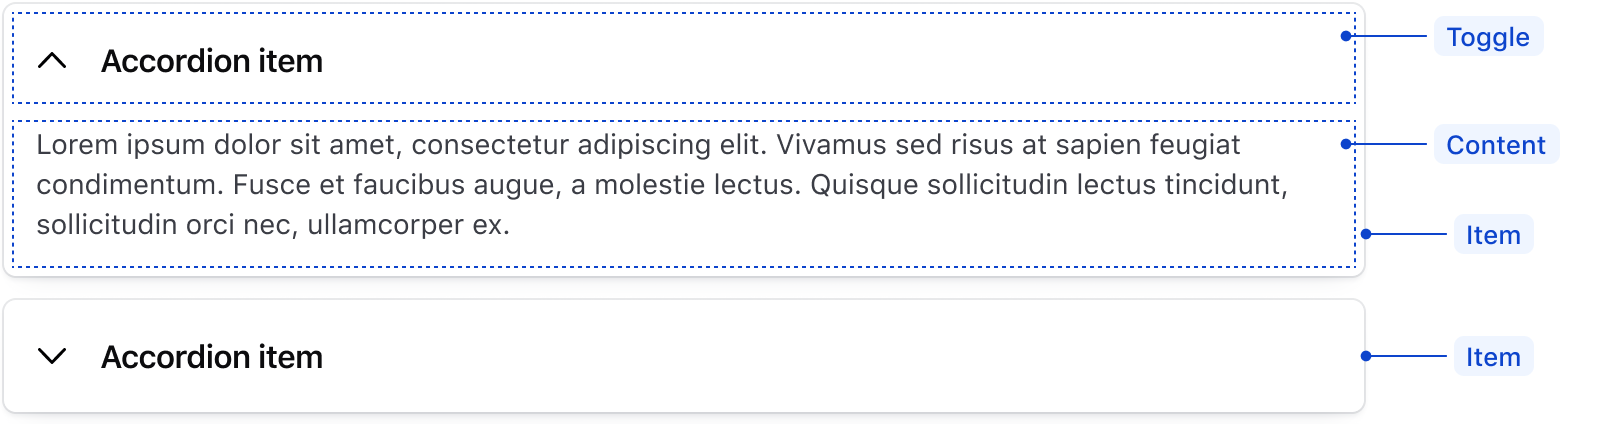 Accordion item
Toggle
Lorem ipsum dolor sit amet, consectetur adipiscing elit. Vivamus sed risus at sapien feugiat
condimentum. Fusce et faucibus augue, a molestie lectus. Quisque sollicitudin lectus tincidunt,
sollicitudin orci nec, ullamcorper ex.
Content
Item
Accordion item
Item